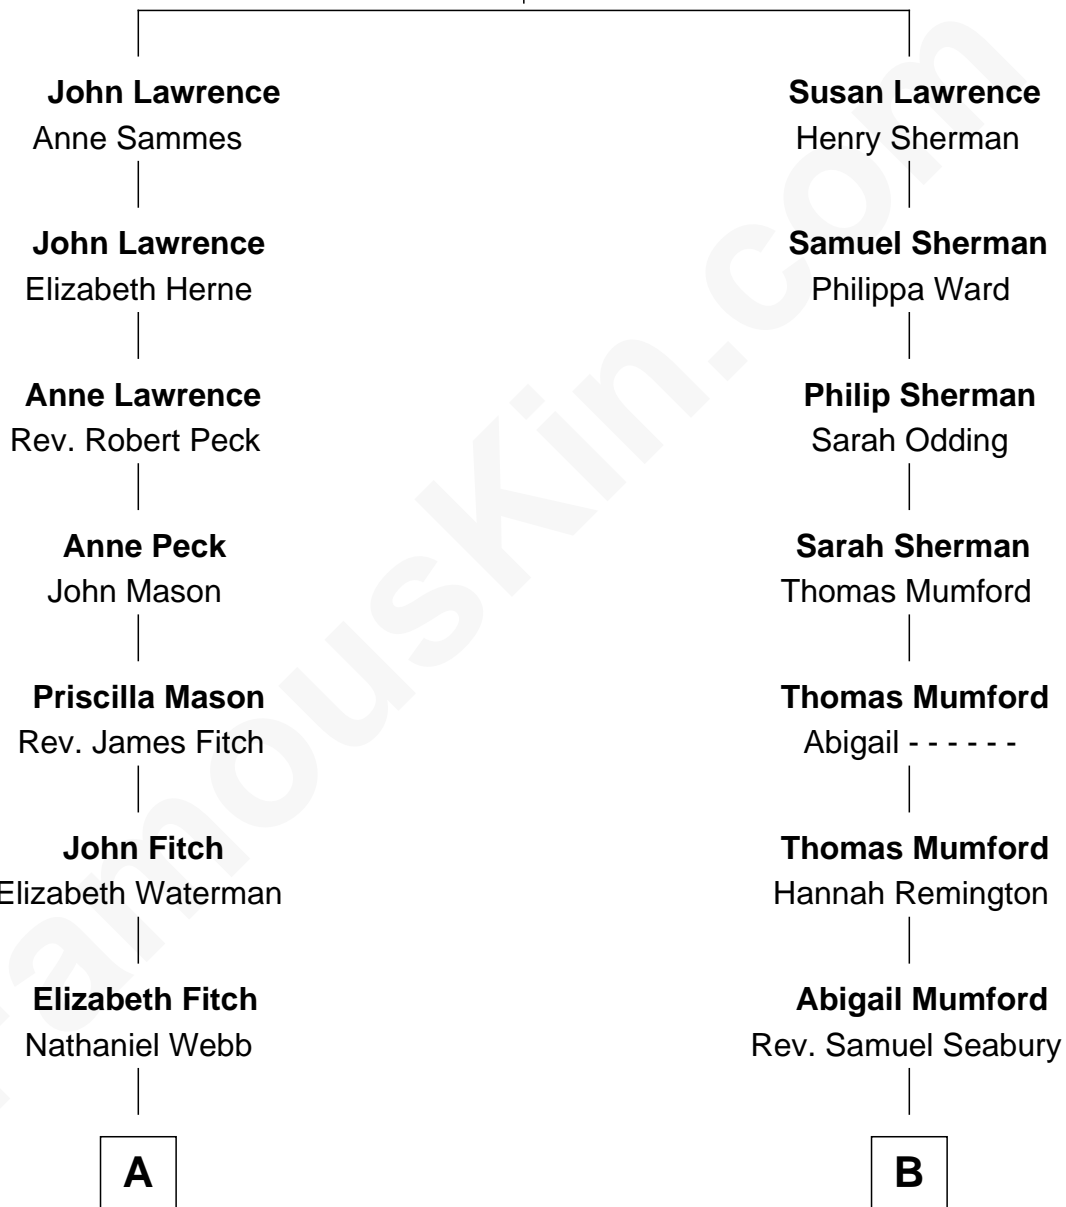 John Lawrence
Anne Sammes
John Lawrence
Elizabeth Herne
Anne Lawrence
Rev. Robert Peck
Anne Peck
John Mason
Priscilla Mason
Rev. James Fitch
John Fitch
Elizabeth Waterman
Elizabeth Fitch
Nathaniel Webb
A
Susan Lawrence
Henry Sherman
Samuel Sherman
Philippa Ward
Philip Sherman
Sarah Odding
Sarah Sherman
Thomas Mumford
Thomas Mumford
Abigail - - - - - -
Thomas Mumford
Hannah Remington
Abigail Mumford
Rev. Samuel Seabury
B
FamousKin.com